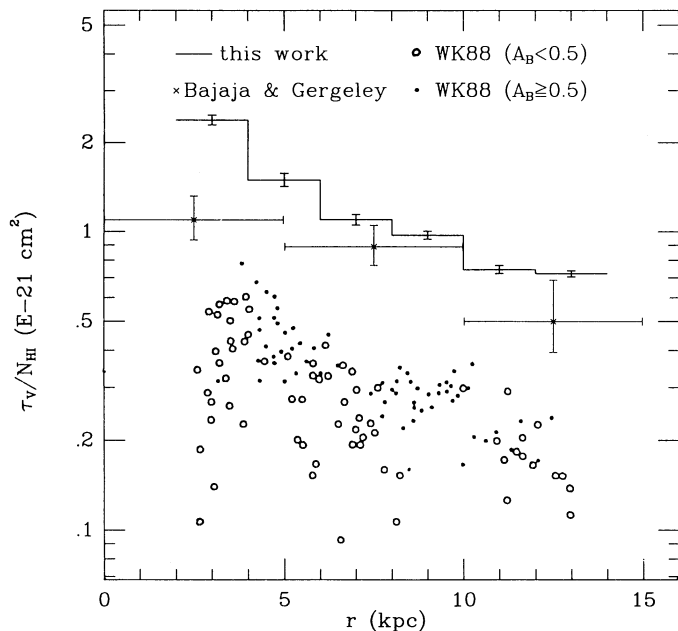 5
this work
WK88 (A_B<0.5)
Bajaja & Gergeley
WK88 (A_B≧0.5)
2
1
.5
.2
.1
τ_V/N_HI (E−21 cm²)
0
5
10
15
r (kpc)